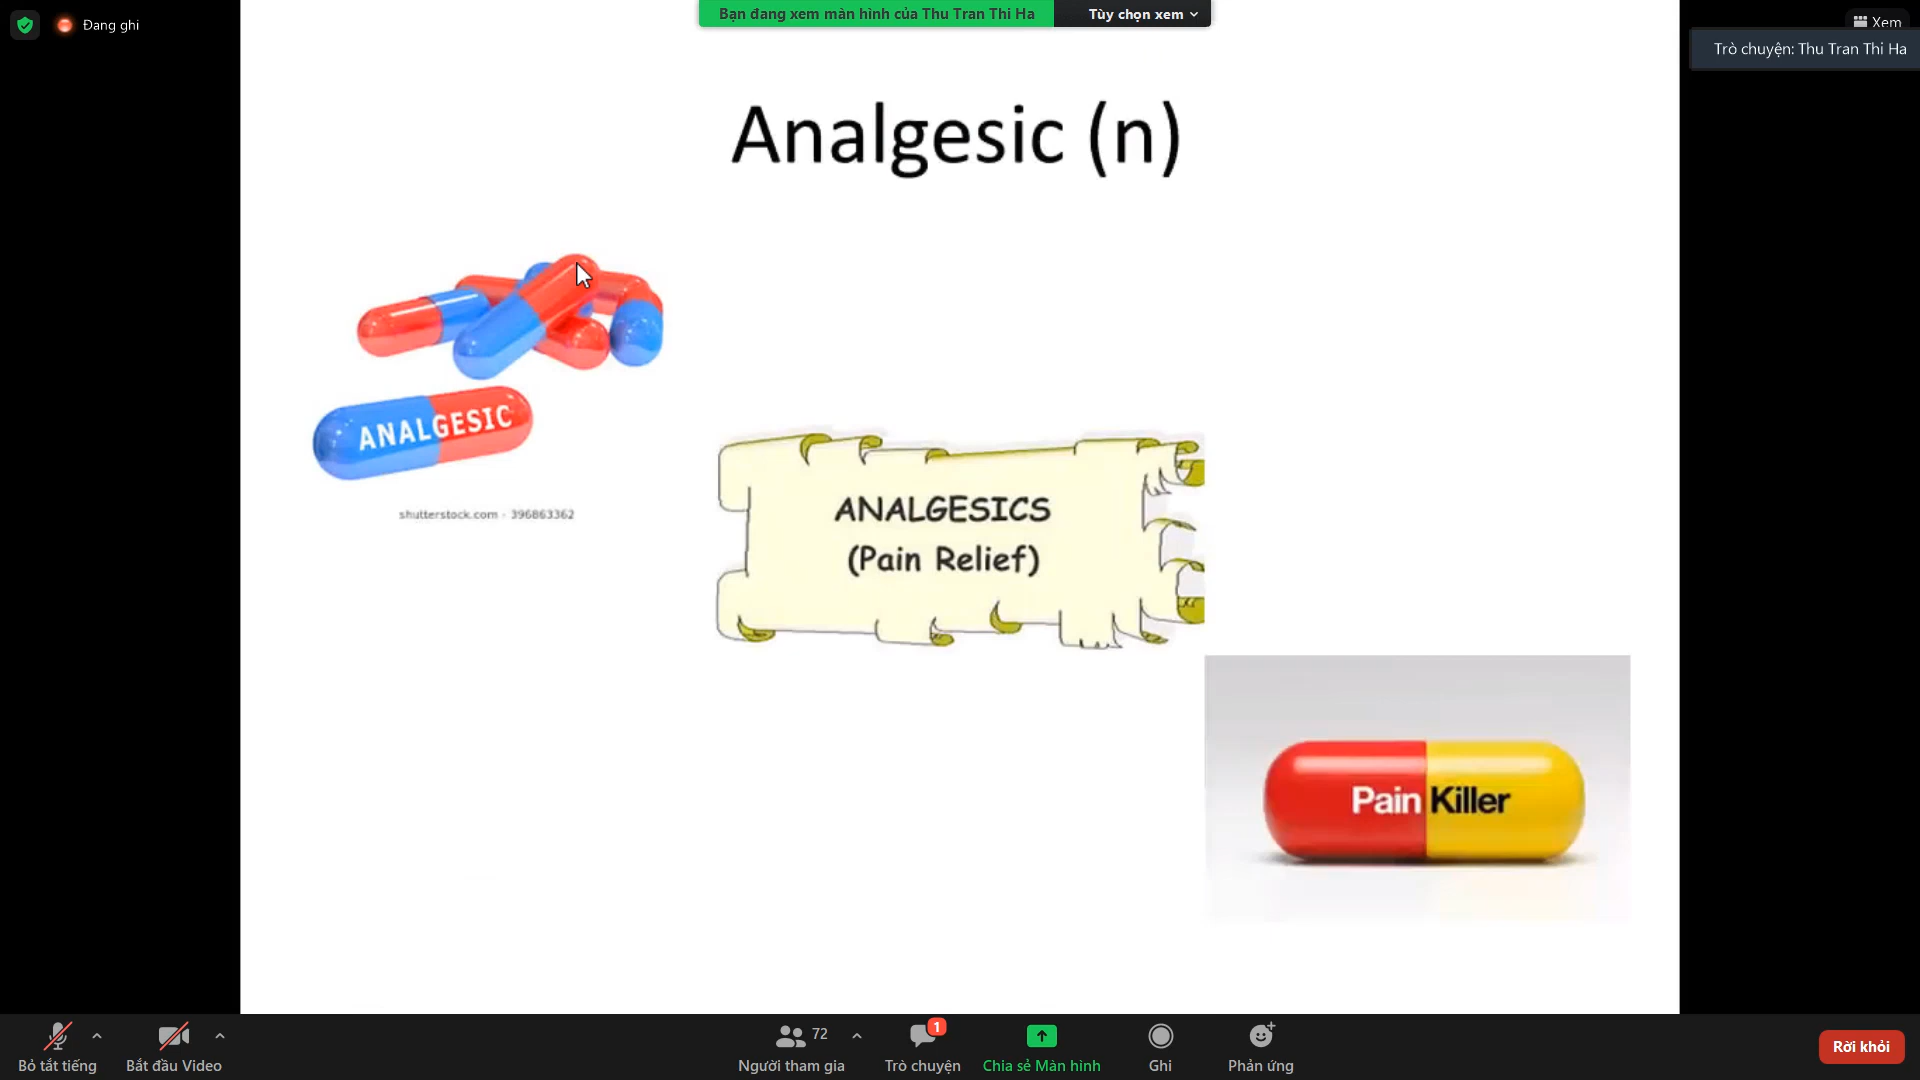 Đang ghi
Bạn đang xem màn hình của Thu Tran Thi Ha
Tùy chọn xem
Xem
Trò chuyện: Thu Tran Thi Ha
Analgesic (n)
ANALGESIC
shutterstock.com · 396863362
ANALGESICS
(Pain Relief)
Pain Killer
Bỏ tắt tiếng
Bắt đầu Video
72
Người tham gia
1
Trò chuyện
Chia sẻ Màn hình
Ghi
Phản ứng
Rời khỏi